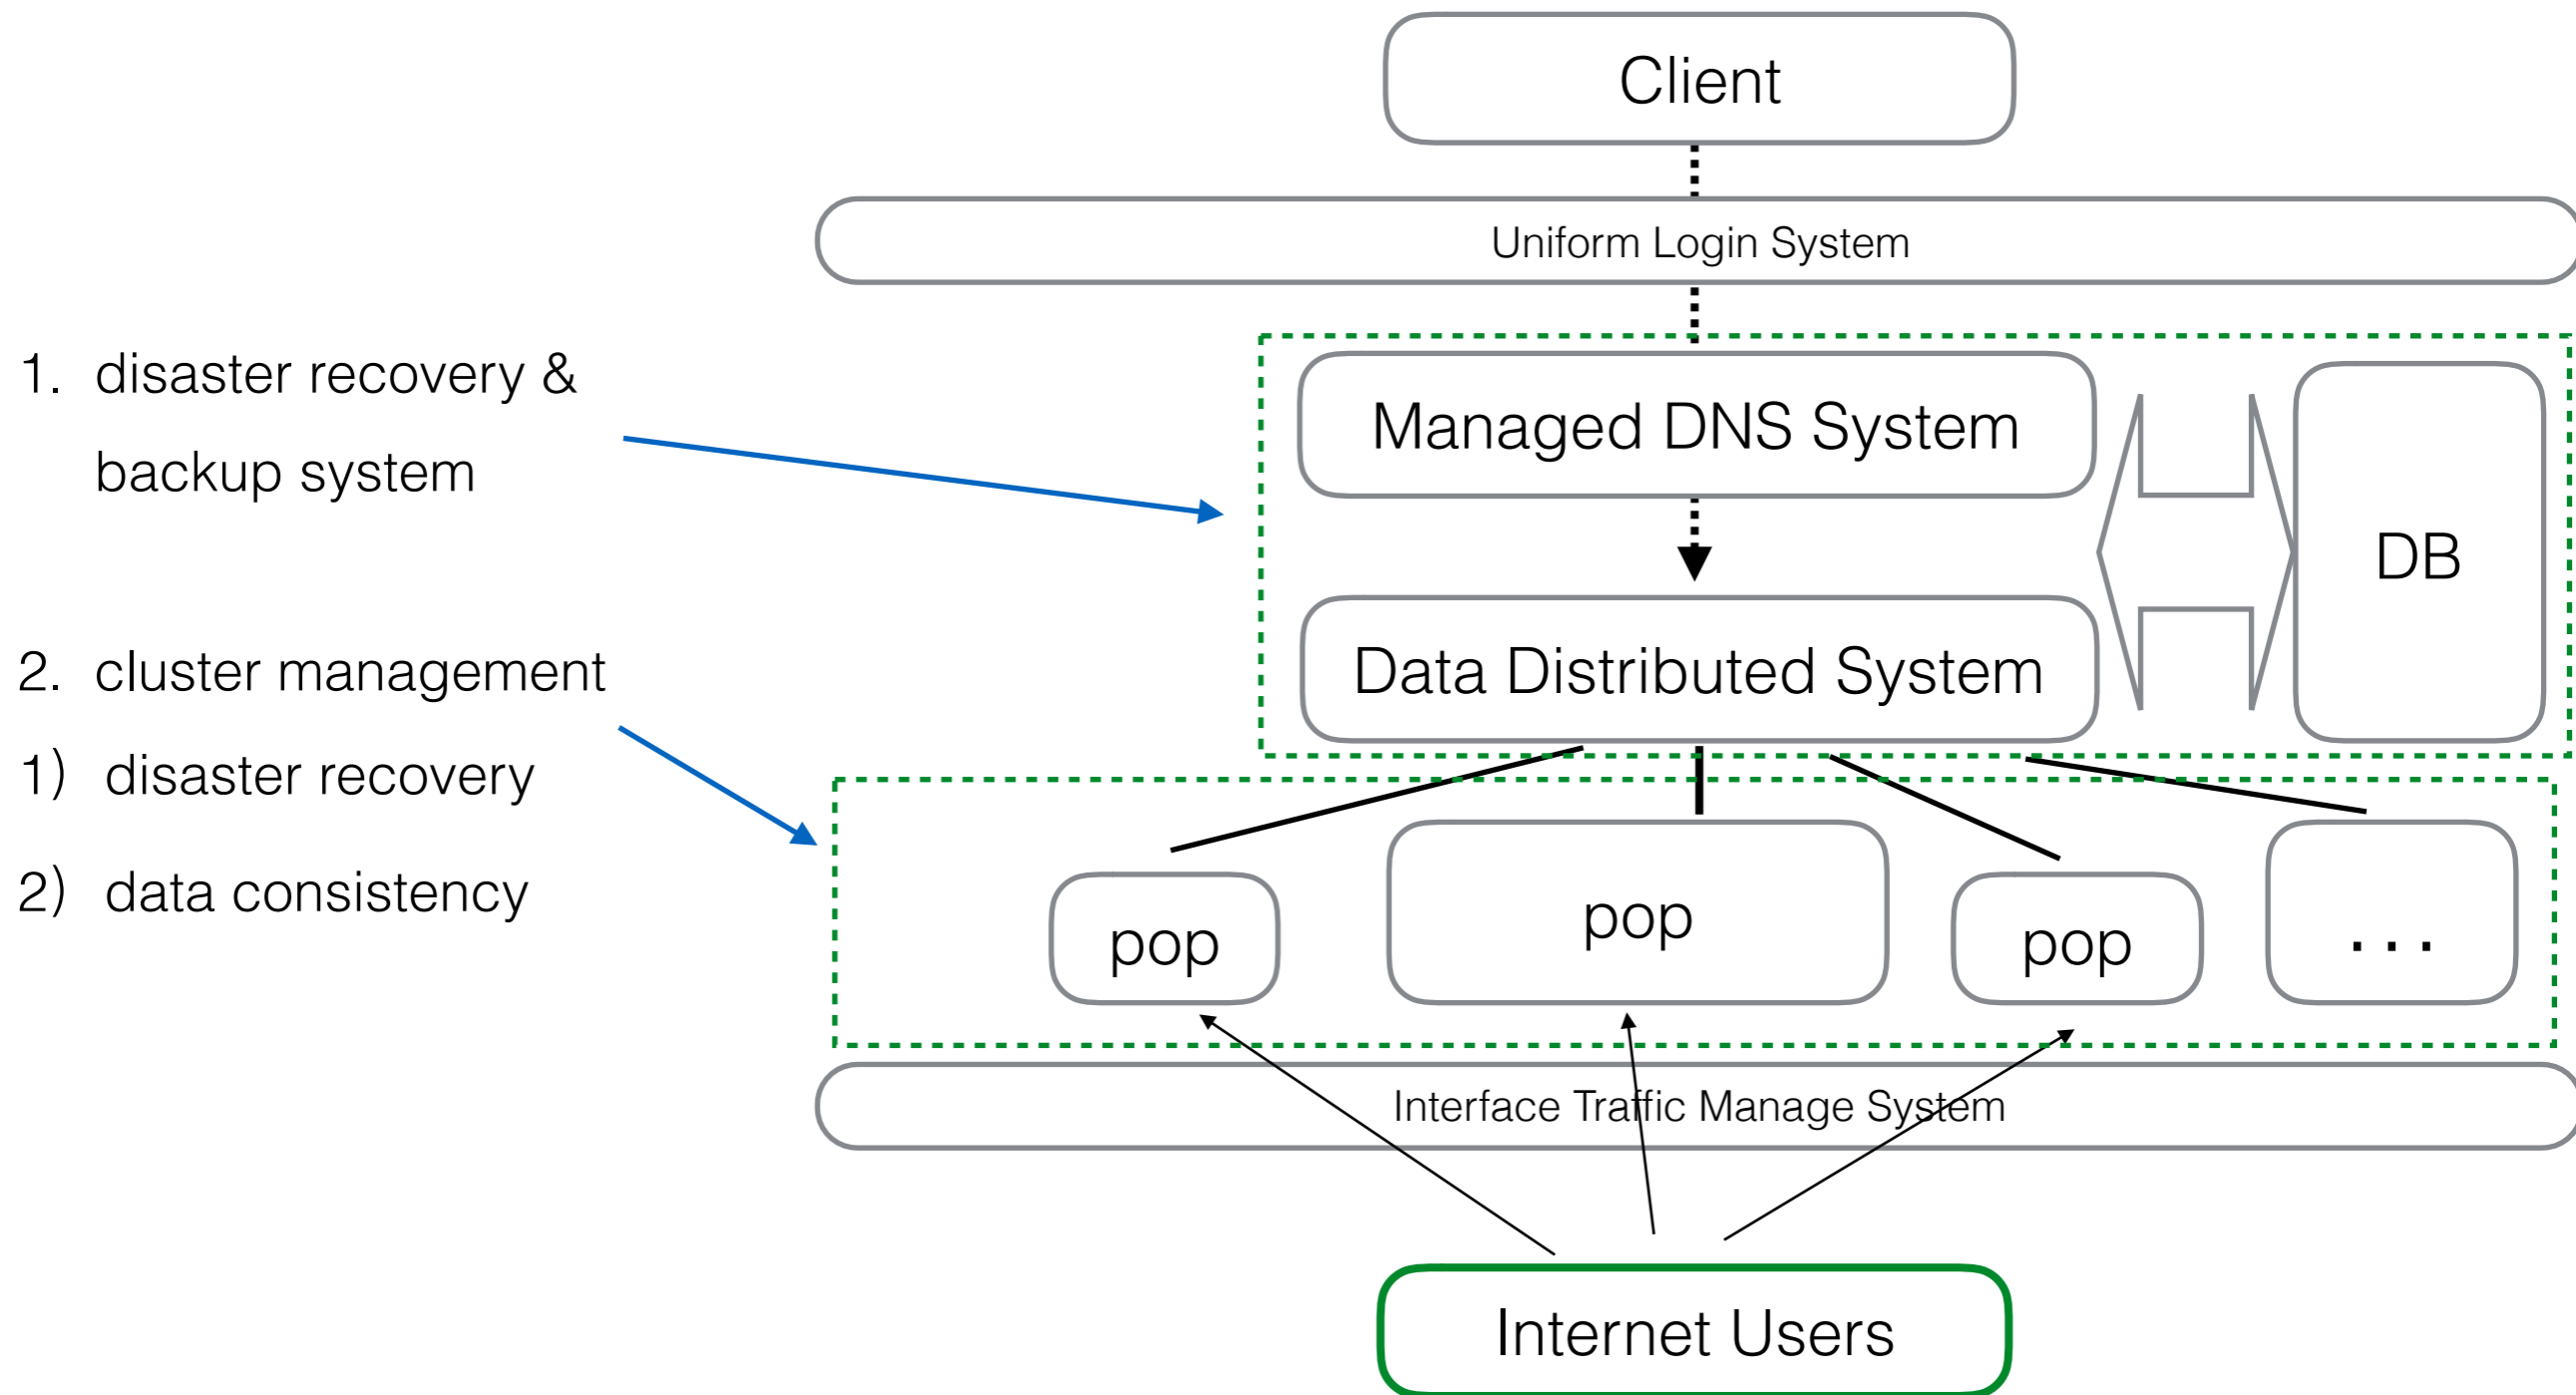 Client
Uniform Login System
1. disaster recovery &
backup system
2. cluster management
1) disaster recovery
2) data consistency
Managed DNS System
Data Distributed System
DB
pop
pop
pop
...
Interface Traffic Manage System
Internet Users